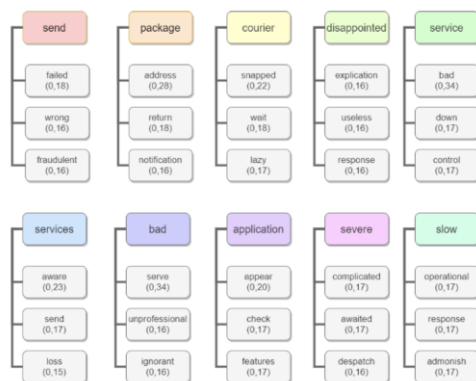 send package courier disappointed service
failed address snapped explication bad
(0,18) (0,28) (0,22) (0,16) (0,34)
wrong return wait useless down
(0,16) (0,18) (0,18) (0,16) (0,17)
fraudulent notification lazy response control
(0,16) (0,16) (0,17) (0,16) (0,17)
services bad application severe slow
aware serve appear complicated operational
(0,23) (0,34) (0,20) (0,17) (0,17)
send unprofessional check awaited response
(0,17) (0,16) (0,17) (0,17) (0,17)
loss ignorant features despatch admonish
(0,15) (0,16) (0,17) (0,16) (0,17)